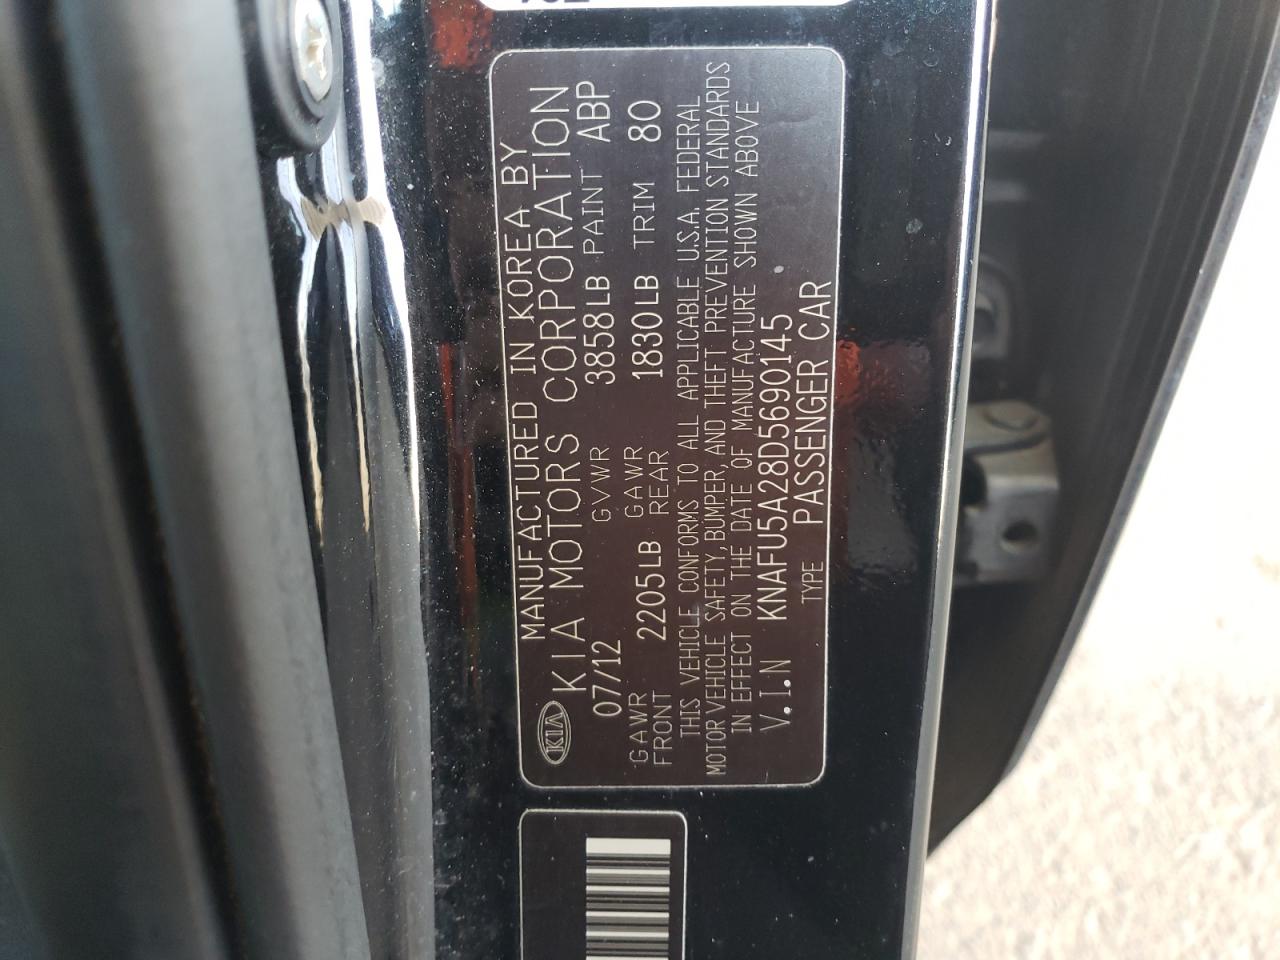 MANUFACTURED IN KOREA BY
KIA KIA MOTORS CORPORATION
07/12 GVWR 3858LB PAINT ABP
GAWR FRONT 2205LB GAWR REAR 1830LB TRIM 80
THIS VEHICLE CONFORMS TO ALL APPLICABLE U.S.A. FEDERAL
MOTOR VEHICLE SAFETY, BUMPER, AND THEFT PREVENTION STANDARDS
IN EFFECT ON THE DATE OF MANUFACTURE SHOWN ABOVE
V.I.N KNAFU5A28D5690145
TYPE PASSENGER CAR